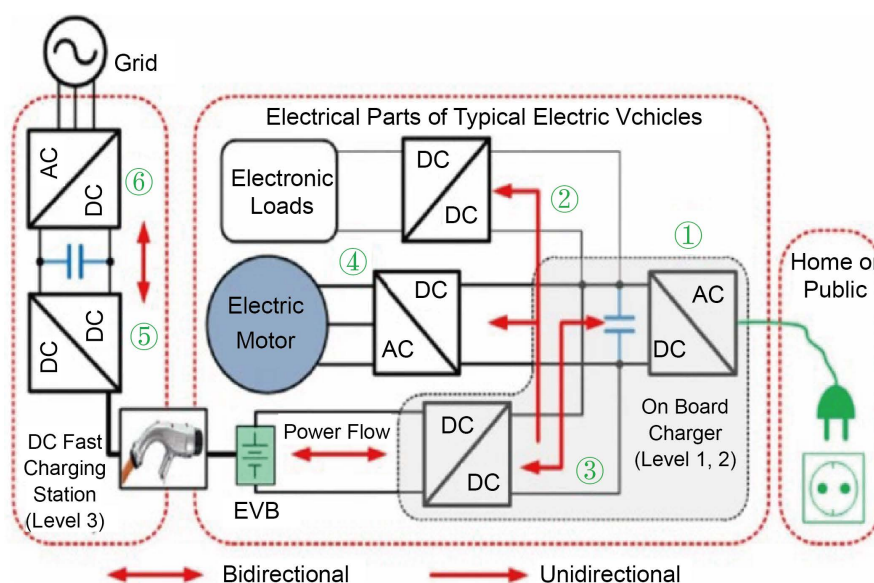 Grid
Electrical Parts of Typical Electric Vchicles
AC
DC
⑥
Electronic
Loads
DC
DC
②
①
④
Home or
Public
DC
DC
⑤
Electric
Motor
DC
AC
AC
DC
On Board
Charger
(Level 1, 2)
DC Fast
Charging
Station
(Level 3)
Power Flow
DC
DC
③
EVB
Bidirectional
Unidirectional